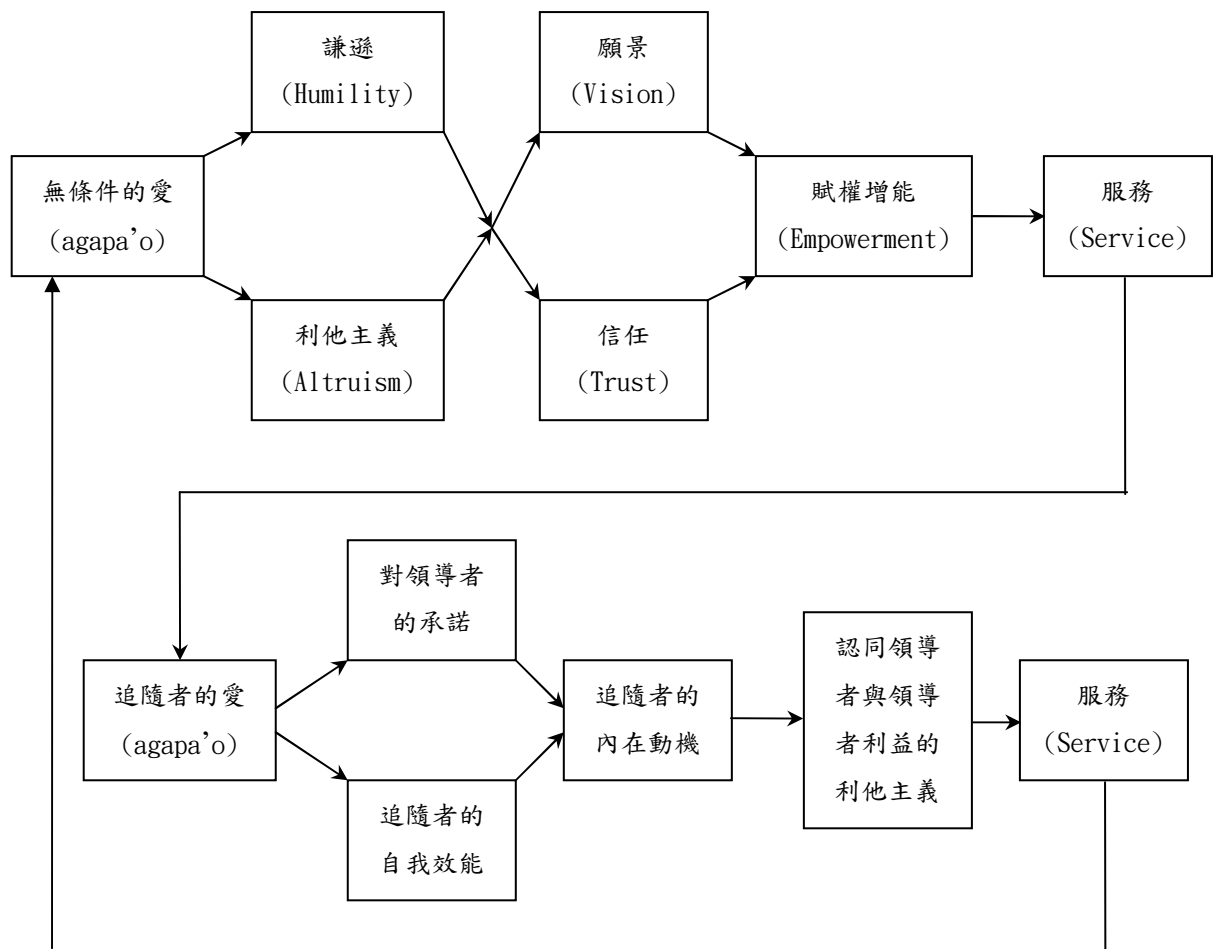 謙遜
(Humility)
願景
(Vision)
無條件的愛
(agapa’o)
賦權增能
(Empowerment)
服務
(Service)
利他主義
(Altruism)
信任
(Trust)
對領導者
的承諾
追隨者的愛
(agapa’o)
追隨者的
內在動機
認同領導
者與領導
者利益的
利他主義
服務
(Service)
追隨者的
自我效能